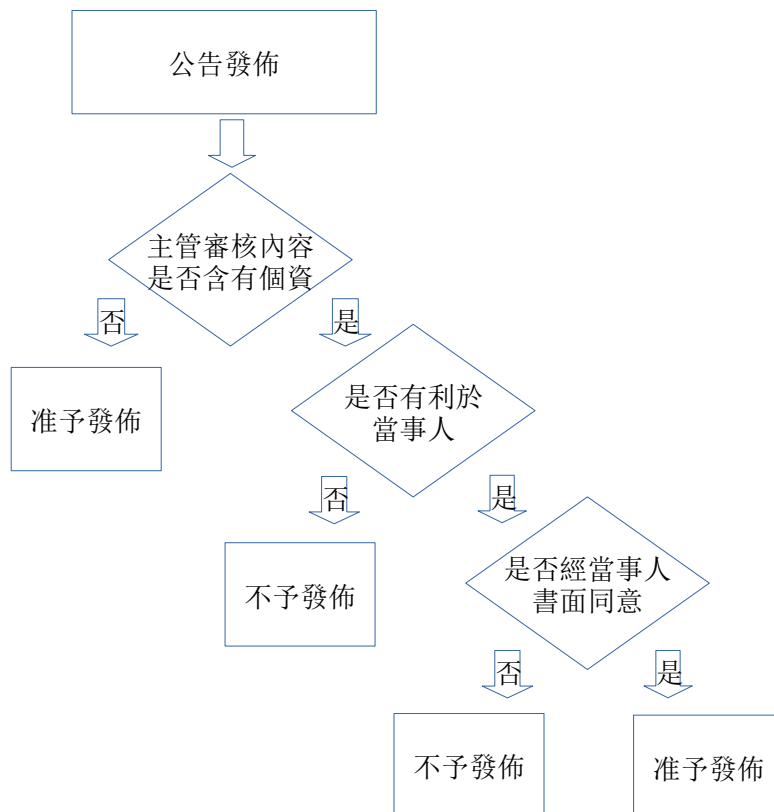 公告發佈
主管審核內容
是否含有個資
否
是
准予發佈
是否有利於
當事人
否
是
不予發佈
是否經當事人
書面同意
否
是
不予發佈
准予發佈